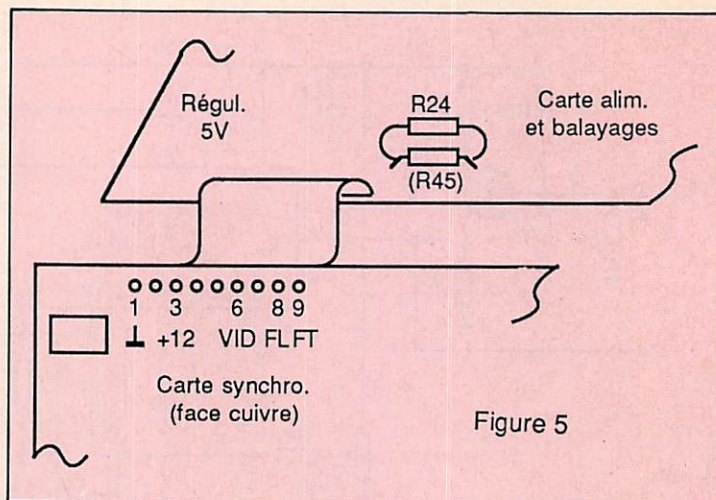 Régul.
5V
R24
(R45)
Carte alim.
et balayages
1 3 6 8 9
⊥ +12 VID FL FT
Carte synchro.
(face cuivre)
Figure 5